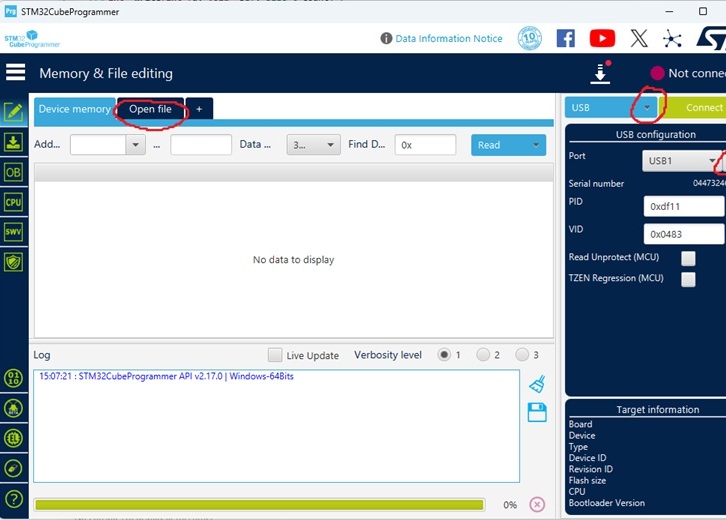 Prg STM32CubeProgrammer
STM32
CubeProgrammer
Data Information Notice
Memory & File editing
Not conne
Device memory Open file +
USB Connect
Add... ... Data ... 3... Find D... 0x Read
USB configuration
Port USB1
Serial number 04473246
PID 0xdf11
VID 0x0483
Read Unprotect (MCU)
TZEN Regression (MCU)
OB
CPU
SWV
No data to display
Log Live Update Verbosity level 1 2 3
15:07:21 : STM32CubeProgrammer API v2.17.0 | Windows-64Bits
Target information
Board
Device
Type
Device ID
Revision ID
Flash size
CPU
Bootloader Version
0%